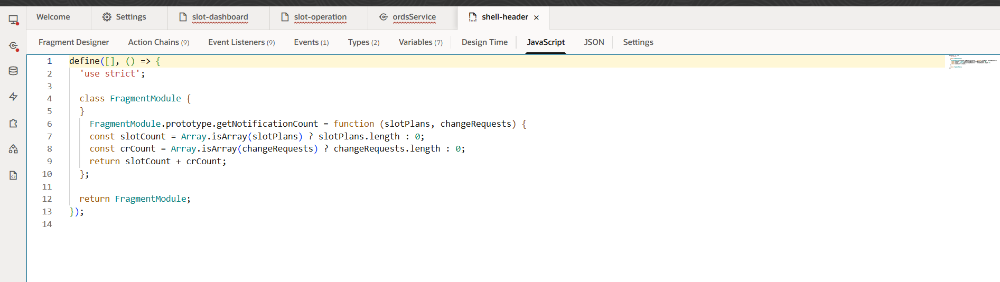 Welcome
Settings
slot-dashboard
slot-operation
ordsService
shell-header ×
Fragment Designer
Action Chains (9)
Event Listeners (9)
Events (1)
Types (2)
Variables (7)
Design Time
JavaScript
JSON
Settings
1 define([], () => {
2 'use strict';
3
4 class FragmentModule {
5 }
6 FragmentModule.prototype.getNotificationCount = function (slotPlans, changeRequests) {
7 const slotCount = Array.isArray(slotPlans) ? slotPlans.length : 0;
8 const crCount = Array.isArray(changeRequests) ? changeRequests.length : 0;
9 return slotCount + crCount;
10 };
11
12 return FragmentModule;
13 });
14